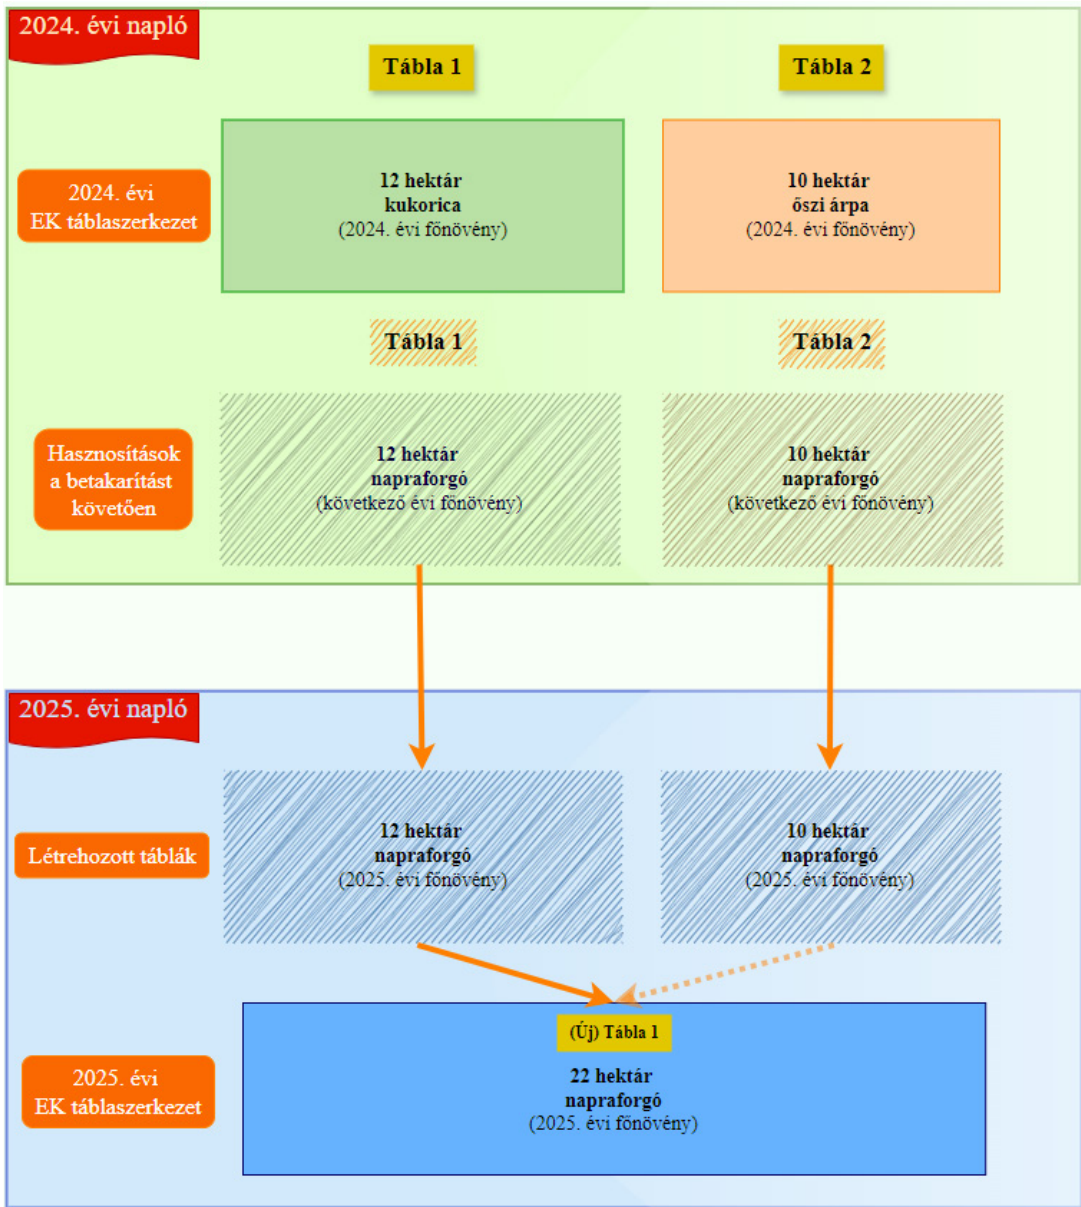 2024. évi napló
Tábla 1
Tábla 2
2024. évi
EK táblaszerkezet
12 hektár
kukorica
(2024. évi főnövény)
10 hektár
őszi árpa
(2024. évi főnövény)
Tábla 1
Tábla 2
Hasznosítások
a betakarítást
követően
12 hektár
napraforgó
(következő évi főnövény)
10 hektár
napraforgó
(következő évi főnövény)
2025. évi napló
Létrehozott táblák
12 hektár
napraforgó
(2025. évi főnövény)
10 hektár
napraforgó
(2025. évi főnövény)
2025. évi
EK táblaszerkezet
(Új) Tábla 1
22 hektár
napraforgó
(2025. évi főnövény)